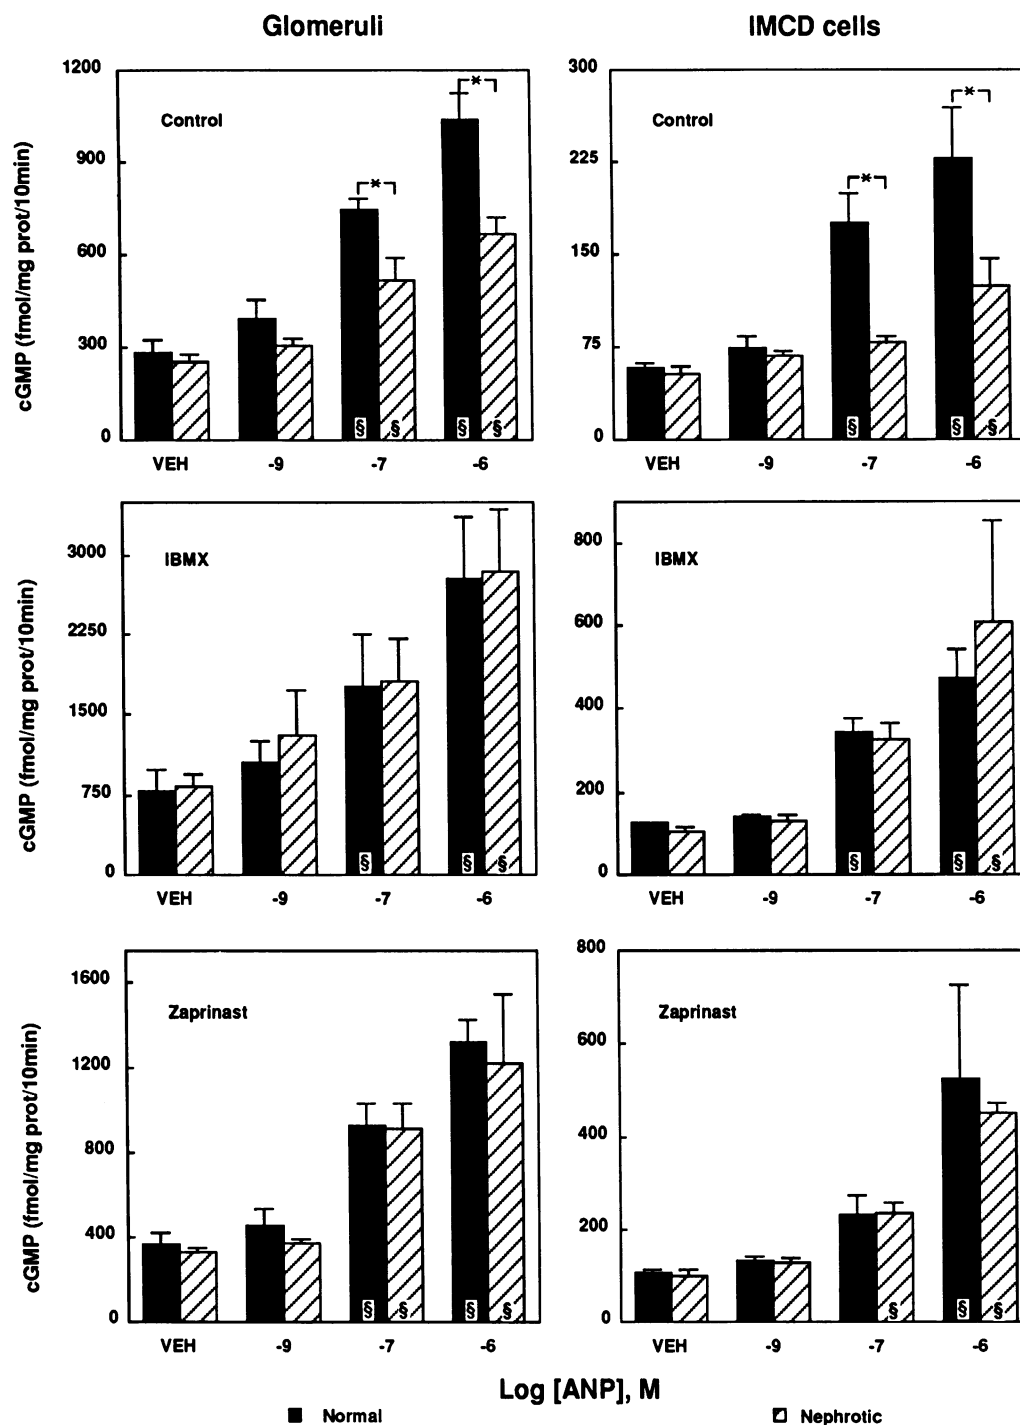 Glomeruli
IMCD cells
cGMP (fmol/mg prot/10min)
1200
900
600
300
0
Control
*
*
§ § § §
VEH -9 -7 -6
300
225
150
75
0
Control
*
*
§ § §
VEH -9 -7 -6
cGMP (fmol/mg prot/10min)
3000
2250
1500
750
0
IBMX
§ § §
VEH -9 -7 -6
800
600
400
200
0
IBMX
§ § §
VEH -9 -7 -6
cGMP (fmol/mg prot/10min)
1600
1200
800
400
0
Zaprinast
§ § § §
VEH -9 -7 -6
800
600
400
200
0
Zaprinast
§ § §
VEH -9 -7 -6
Log [ANP], M
Normal
Nephrotic